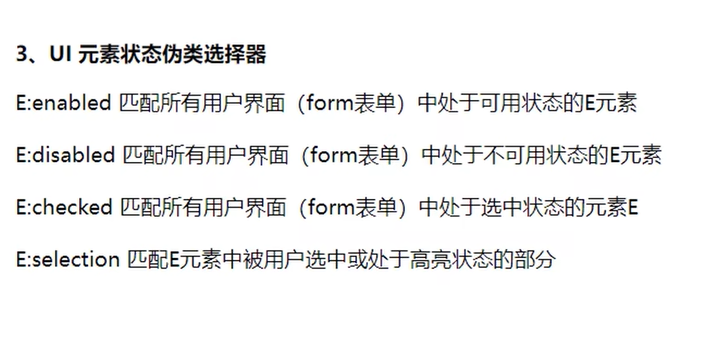 3、UI 元素状态伪类选择器
E:enabled 匹配所有用户界面（form表单）中处于可用状态的E元素
E:disabled 匹配所有用户界面（form表单）中处于不可用状态的E元素
E:checked 匹配所有用户界面（form表单）中处于选中状态的元素E
E:selection 匹配E元素中被用户选中或处于高亮状态的部分